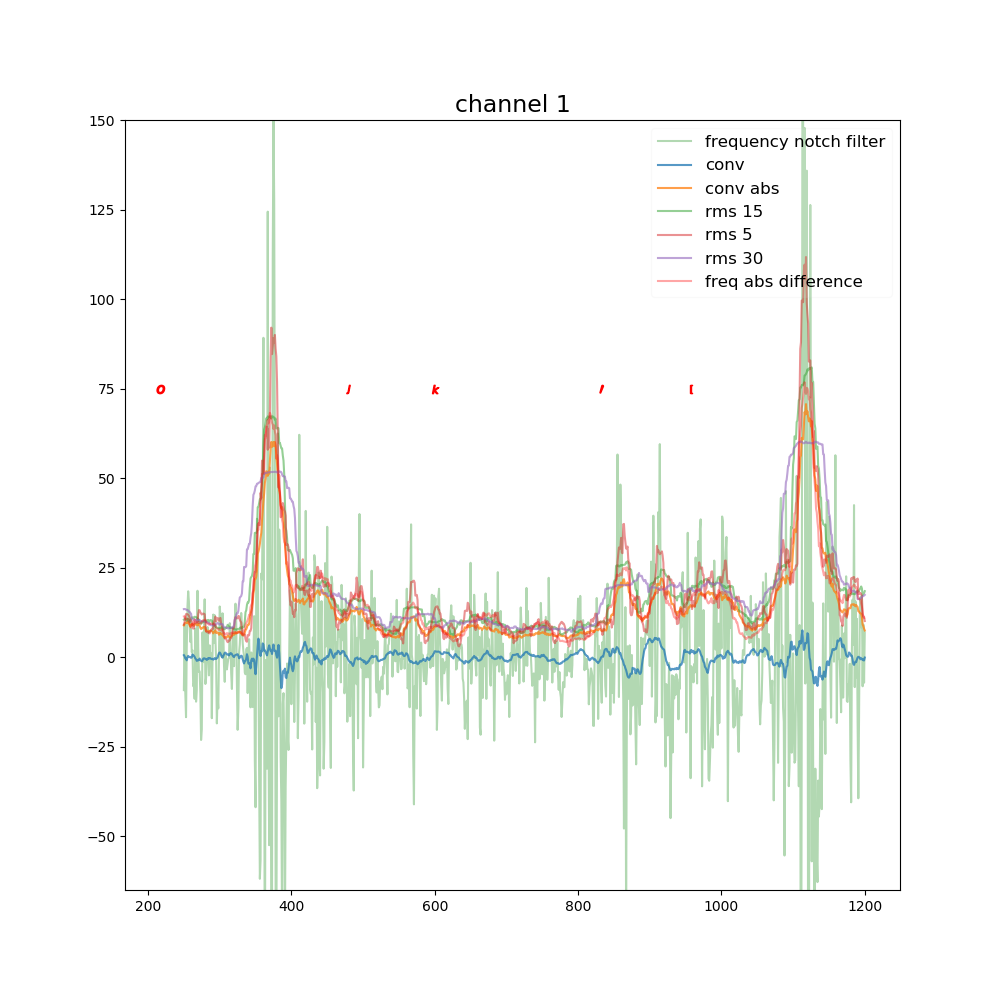 channel 1
150
125
100
75
50
25
0
−25
−50
frequency notch filter
conv
conv abs
rms 15
rms 5
rms 30
freq abs difference
o j k l [
200 400 600 800 1000 1200